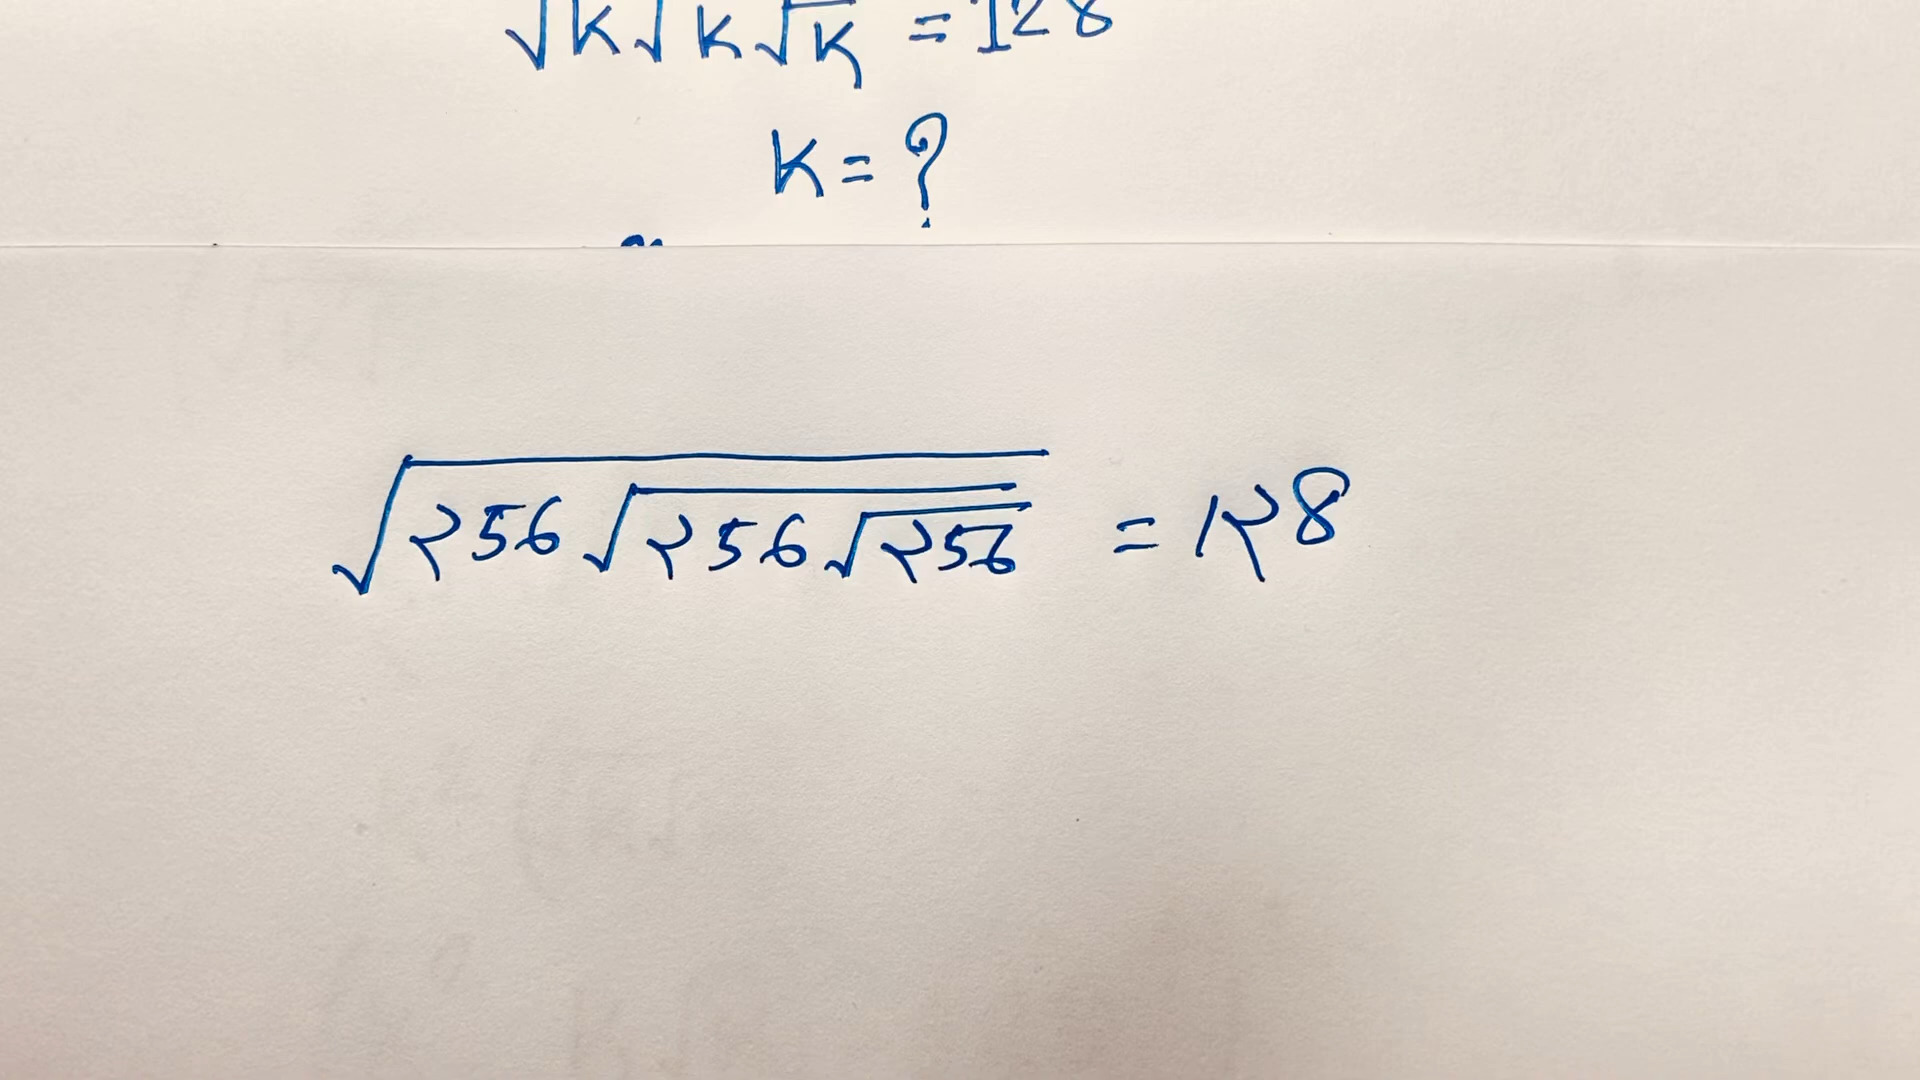 √k√k√k = 128
k = ?
√256√256√256 = 128